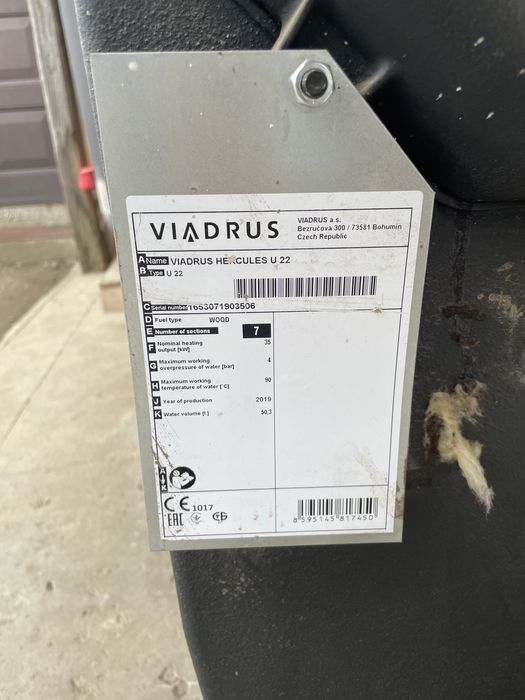 VIADRUS
VIADRUS a.s.
Bezručova 300 / 73581 Bohumín
Czech Republic
A Name VIADRUS HERCULES U 22
B Type U 22
C Serial number 1653071903506
D Fuel type WOOD
E Number of sections 7
F Nominal heating output [kW] 35
G Maximum working overpressure of water [bar] 4
H Maximum working temperature of water [°C] 90
J Year of production 2019
K Water volume [l] 50,3
A
K
CE 1017
EAC
8595145817450